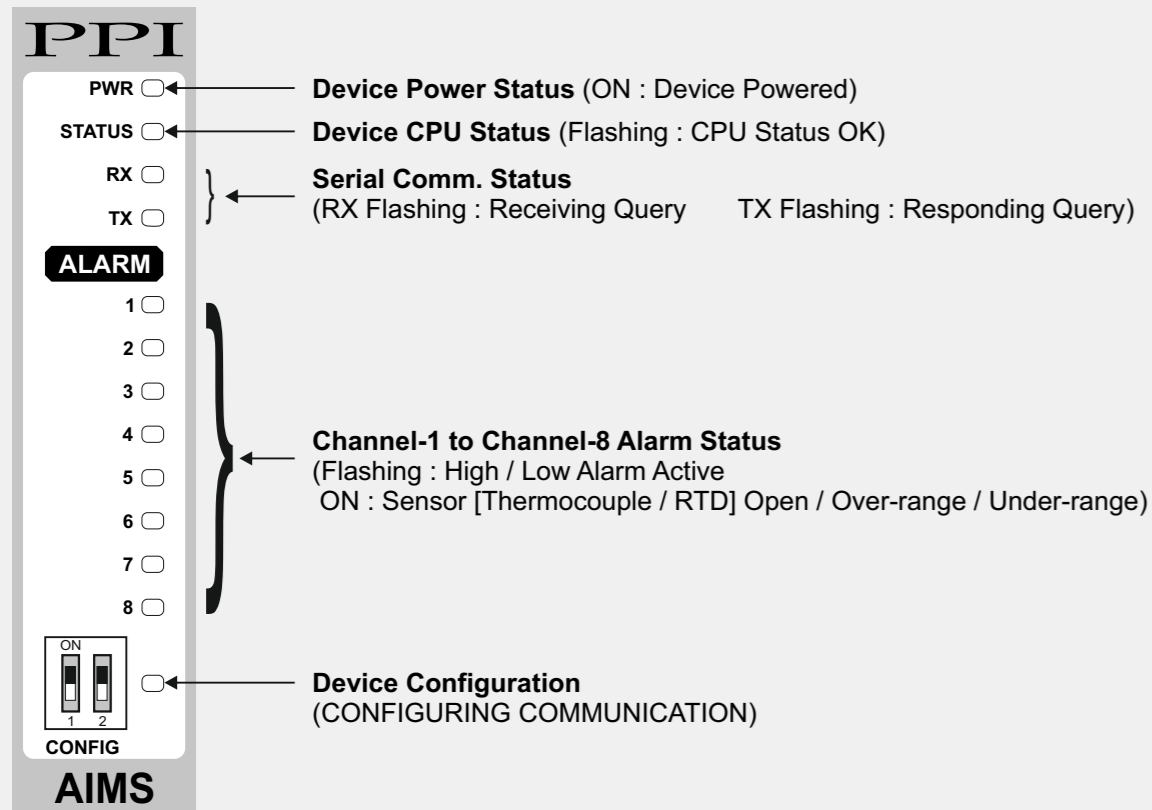 PPI
PWR
Device Power Status (ON : Device Powered)
STATUS
Device CPU Status (Flashing : CPU Status OK)
RX
TX
Serial Comm. Status
(RX Flashing : Receiving Query TX Flashing : Responding Query)
ALARM
1
2
3
4
5
6
7
8
Channel-1 to Channel-8 Alarm Status
(Flashing : High / Low Alarm Active
ON : Sensor [Thermocouple / RTD] Open / Over-range / Under-range)
ON
1 2
CONFIG
Device Configuration
(CONFIGURING COMMUNICATION)
AIMS